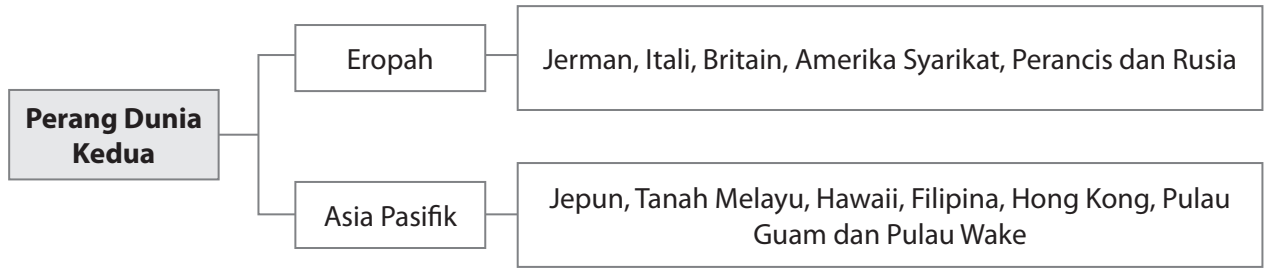 Perang Dunia
Kedua
Eropah
Jerman, Itali, Britain, Amerika Syarikat, Perancis dan Rusia
Asia Pasifik
Jepun, Tanah Melayu, Hawaii, Filipina, Hong Kong, Pulau
Guam dan Pulau Wake